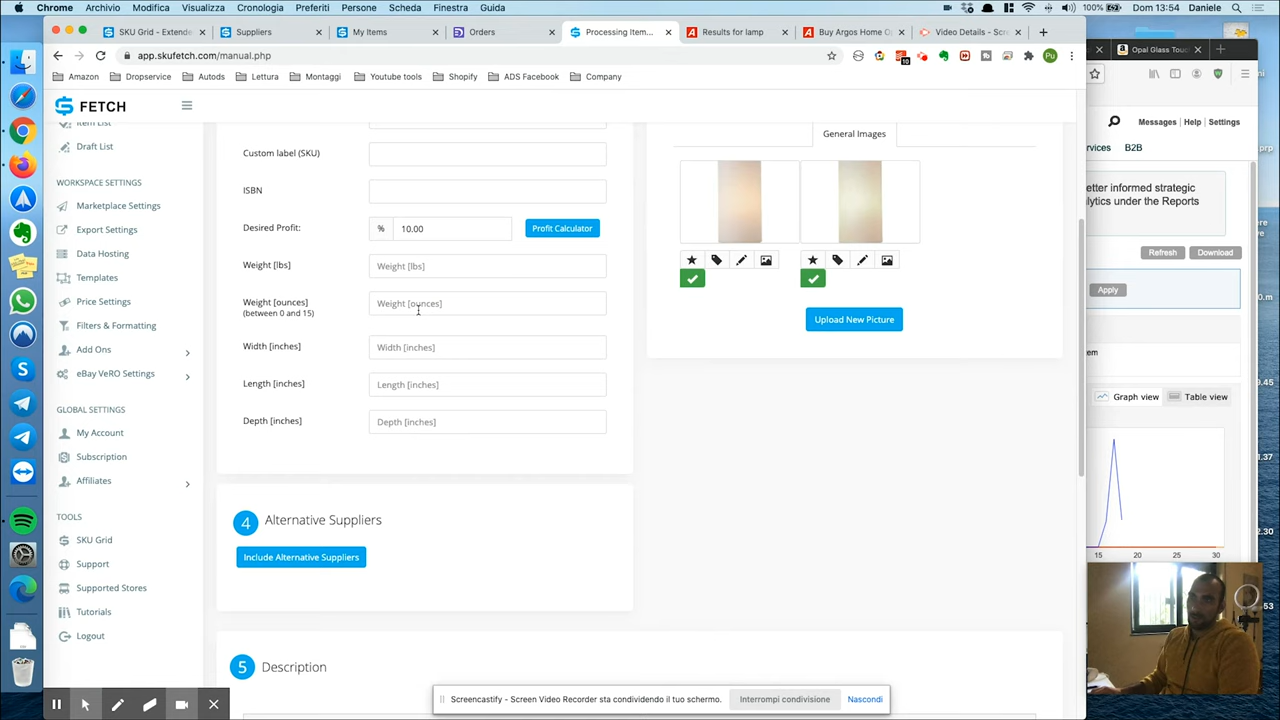 Chrome Archivio Modifica Visualizza Cronologia Preferiti Persone Scheda Finestra Guida 100% Dom 13:54 Daniele
SKU Grid - Extende
Suppliers
My Items
Orders
Processing Item...
Results for lamp
Buy Argos Home O
Video Details - Scre
Opal Glass Touc
app.skufetch.com/manual.php
10
Pu
Amazon
Dropservice
Autods
Lettura
Montaggi
Youtube tools
Shopify
ADS Facebook
Company
FETCH
Messages | Help | Settings
rvices B2B
Item List
Draft List
WORKSPACE SETTINGS
Marketplace Settings
Export Settings
Data Hosting
Templates
Price Settings
Filters & Formatting
Add Ons
eBay VeRO Settings
GLOBAL SETTINGS
My Account
Subscription
Affiliates
TOOLS
SKU Grid
Support
Supported Stores
Tutorials
Logout
Custom label (SKU)
ISBN
Desired Profit:
% 10.00
Profit Calculator
Weight [lbs]
Weight [lbs]
Weight [ounces]
(between 0 and 15)
Weight [ounces]
Width [inches]
Width [inches]
Length [inches]
Length [inches]
Depth [inches]
Depth [inches]
4 Alternative Suppliers
Include Alternative Suppliers
5 Description
General Images
Upload New Picture
etter informed strategic
lytics under the Reports
Refresh
Download
Apply
em
Graph view
Table view
15 20 25 30
Screencastify - Screen Video Recorder sta condividendo il tuo schermo.
Interrompi condivisione
Nascondi